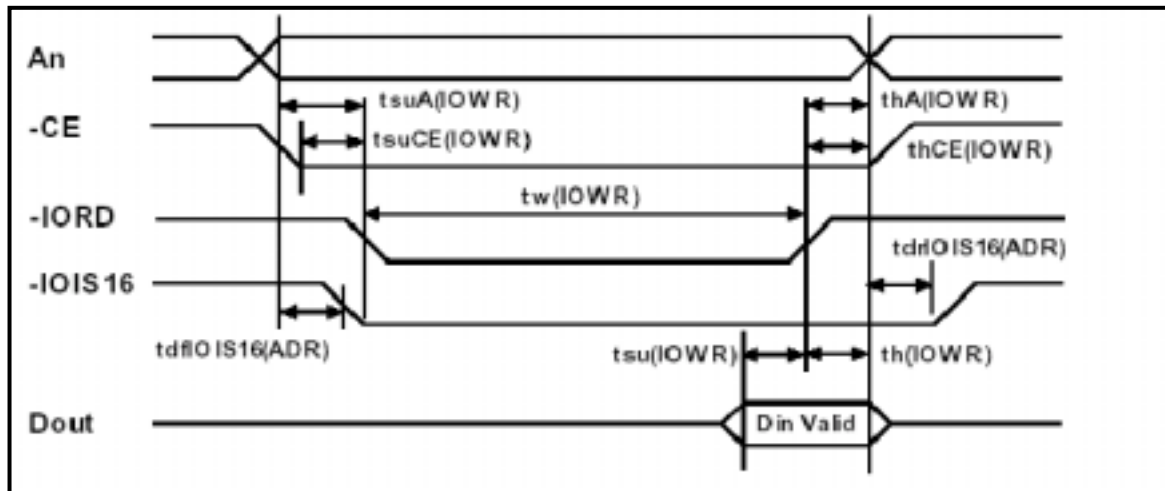 An
tsuA(IOWR)
thA(IOWR)
-CE
tsuCE(IOWR)
thCE(IOWR)
tw(IOWR)
-IORD
tdrIOIS16(ADR)
-IOIS16
tdfIOIS16(ADR)
tsu(IOWR)
th(IOWR)
Dout
Din Valid